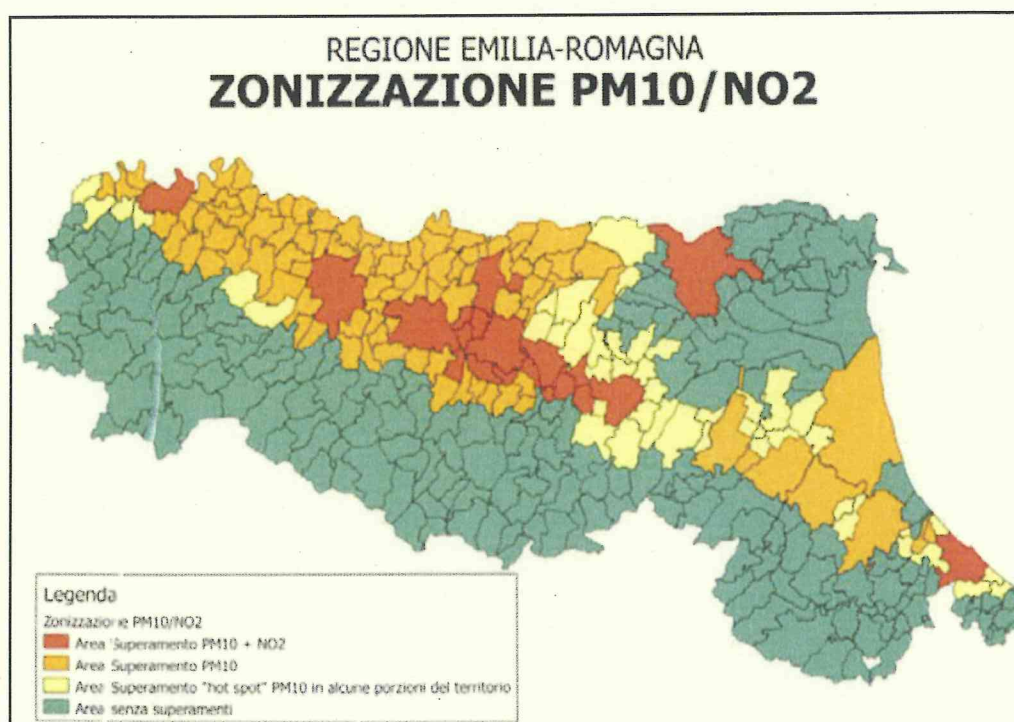 REGIONE EMILIA-ROMAGNA
ZONIZZAZIONE PM10/NO2
Legenda
Zonizzazione PM10/NO2
Area Superamento PM10 + NO2
Area Superamento PM10
Area Superamento "hot spot" PM10 in alcune porzioni del territorio
Area senza superamenti